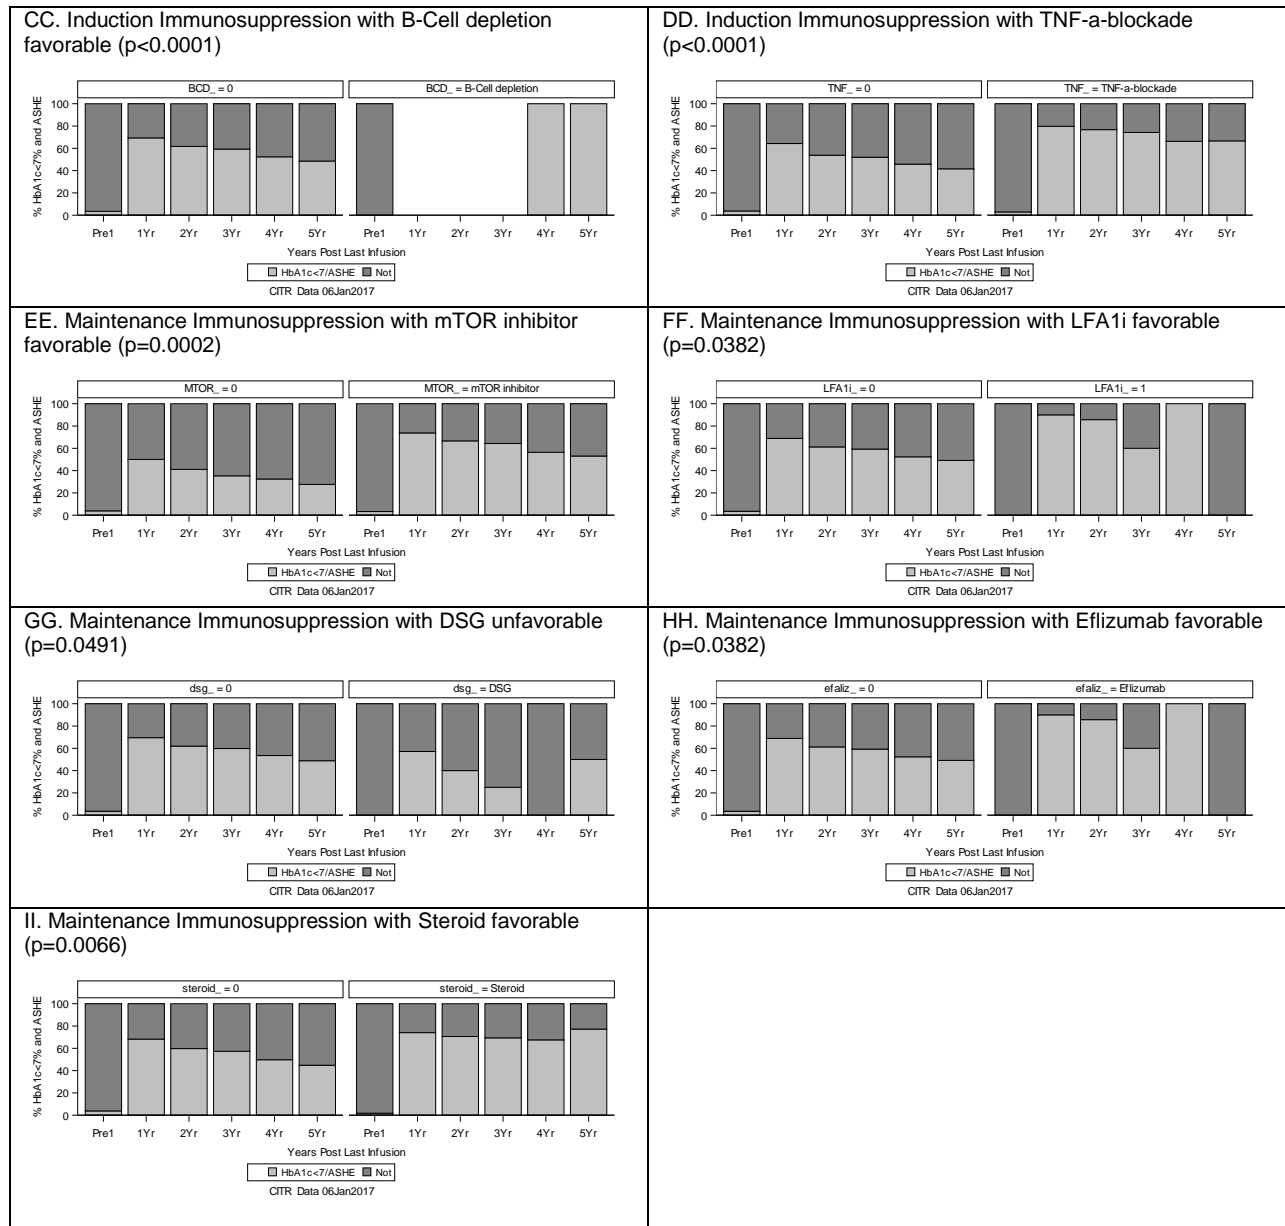 CC. Induction Immunosuppression with B-Cell depletion
favorable (p<0.0001)
BCD_ = 0
BCD_ = B-Cell depletion
% HbA1c<7% and ASHE
100
80
60
40
20
0
Pre1 1Yr 2Yr 3Yr 4Yr 5Yr
Pre1 1Yr 2Yr 3Yr 4Yr 5Yr
Years Post Last Infusion
HbA1c<7/ASHE Not
CITR Data 06Jan2017
DD. Induction Immunosuppression with TNF-a-blockade
(p<0.0001)
TNF_ = 0
TNF_ = TNF-a-blockade
% HbA1c<7% and ASHE
100
80
60
40
20
0
Pre1 1Yr 2Yr 3Yr 4Yr 5Yr
Pre1 1Yr 2Yr 3Yr 4Yr 5Yr
Years Post Last Infusion
HbA1c<7/ASHE Not
CITR Data 06Jan2017
EE. Maintenance Immunosuppression with mTOR inhibitor
favorable (p=0.0002)
MTOR_ = 0
MTOR_ = mTOR inhibitor
% HbA1c<7% and ASHE
100
80
60
40
20
0
Pre1 1Yr 2Yr 3Yr 4Yr 5Yr
Pre1 1Yr 2Yr 3Yr 4Yr 5Yr
Years Post Last Infusion
HbA1c<7/ASHE Not
CITR Data 06Jan2017
FF. Maintenance Immunosuppression with LFA1i favorable
(p=0.0382)
LFA1i_ = 0
LFA1i_ = 1
% HbA1c<7% and ASHE
100
80
60
40
20
0
Pre1 1Yr 2Yr 3Yr 4Yr 5Yr
Pre1 1Yr 2Yr 3Yr 4Yr 5Yr
Years Post Last Infusion
HbA1c<7/ASHE Not
CITR Data 06Jan2017
GG. Maintenance Immunosuppression with DSG unfavorable
(p=0.0491)
dsg_ = 0
dsg_ = DSG
% HbA1c<7% and ASHE
100
80
60
40
20
0
Pre1 1Yr 2Yr 3Yr 4Yr 5Yr
Pre1 1Yr 2Yr 3Yr 4Yr 5Yr
Years Post Last Infusion
HbA1c<7/ASHE Not
CITR Data 06Jan2017
HH. Maintenance Immunosuppression with Eflizumab favorable
(p=0.0382)
efaliz_ = 0
efaliz_ = Eflizumab
% HbA1c<7% and ASHE
100
80
60
40
20
0
Pre1 1Yr 2Yr 3Yr 4Yr 5Yr
Pre1 1Yr 2Yr 3Yr 4Yr 5Yr
Years Post Last Infusion
HbA1c<7/ASHE Not
CITR Data 06Jan2017
II. Maintenance Immunosuppression with Steroid favorable
(p=0.0066)
steroid_ = 0
steroid_ = Steroid
% HbA1c<7% and ASHE
100
80
60
40
20
0
Pre1 1Yr 2Yr 3Yr 4Yr 5Yr
Pre1 1Yr 2Yr 3Yr 4Yr 5Yr
Years Post Last Infusion
HbA1c<7/ASHE Not
CITR Data 06Jan2017